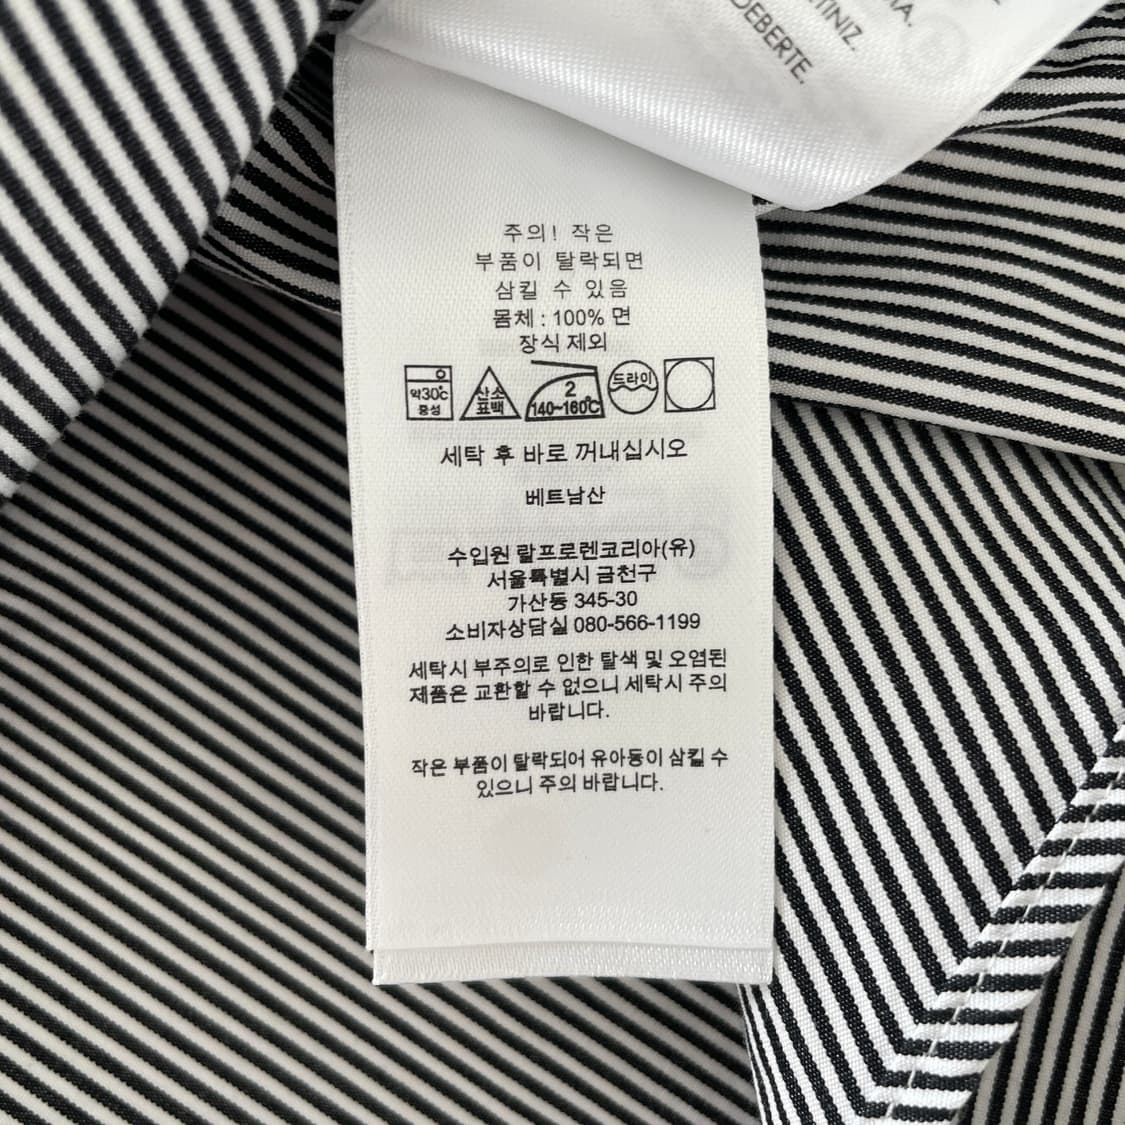 TINIZ.
DEBERTE.
주의! 작은
부품이 탈락되면
삼킬 수 있음
몸체 : 100% 면
장식 제외
약30℃
중성
산소
표백
2
140~160℃
드라이
세탁 후 바로 꺼내십시오
베트남산
수입원 랄프로렌코리아(유)
서울특별시 금천구
가산동 345-30
소비자상담실 080-566-1199
세탁시 부주의로 인한 탈색 및 오염된
제품은 교환할 수 없으니 세탁시 주의
바랍니다.
작은 부품이 탈락되어 유아동이 삼킬 수
있으니 주의 바랍니다.